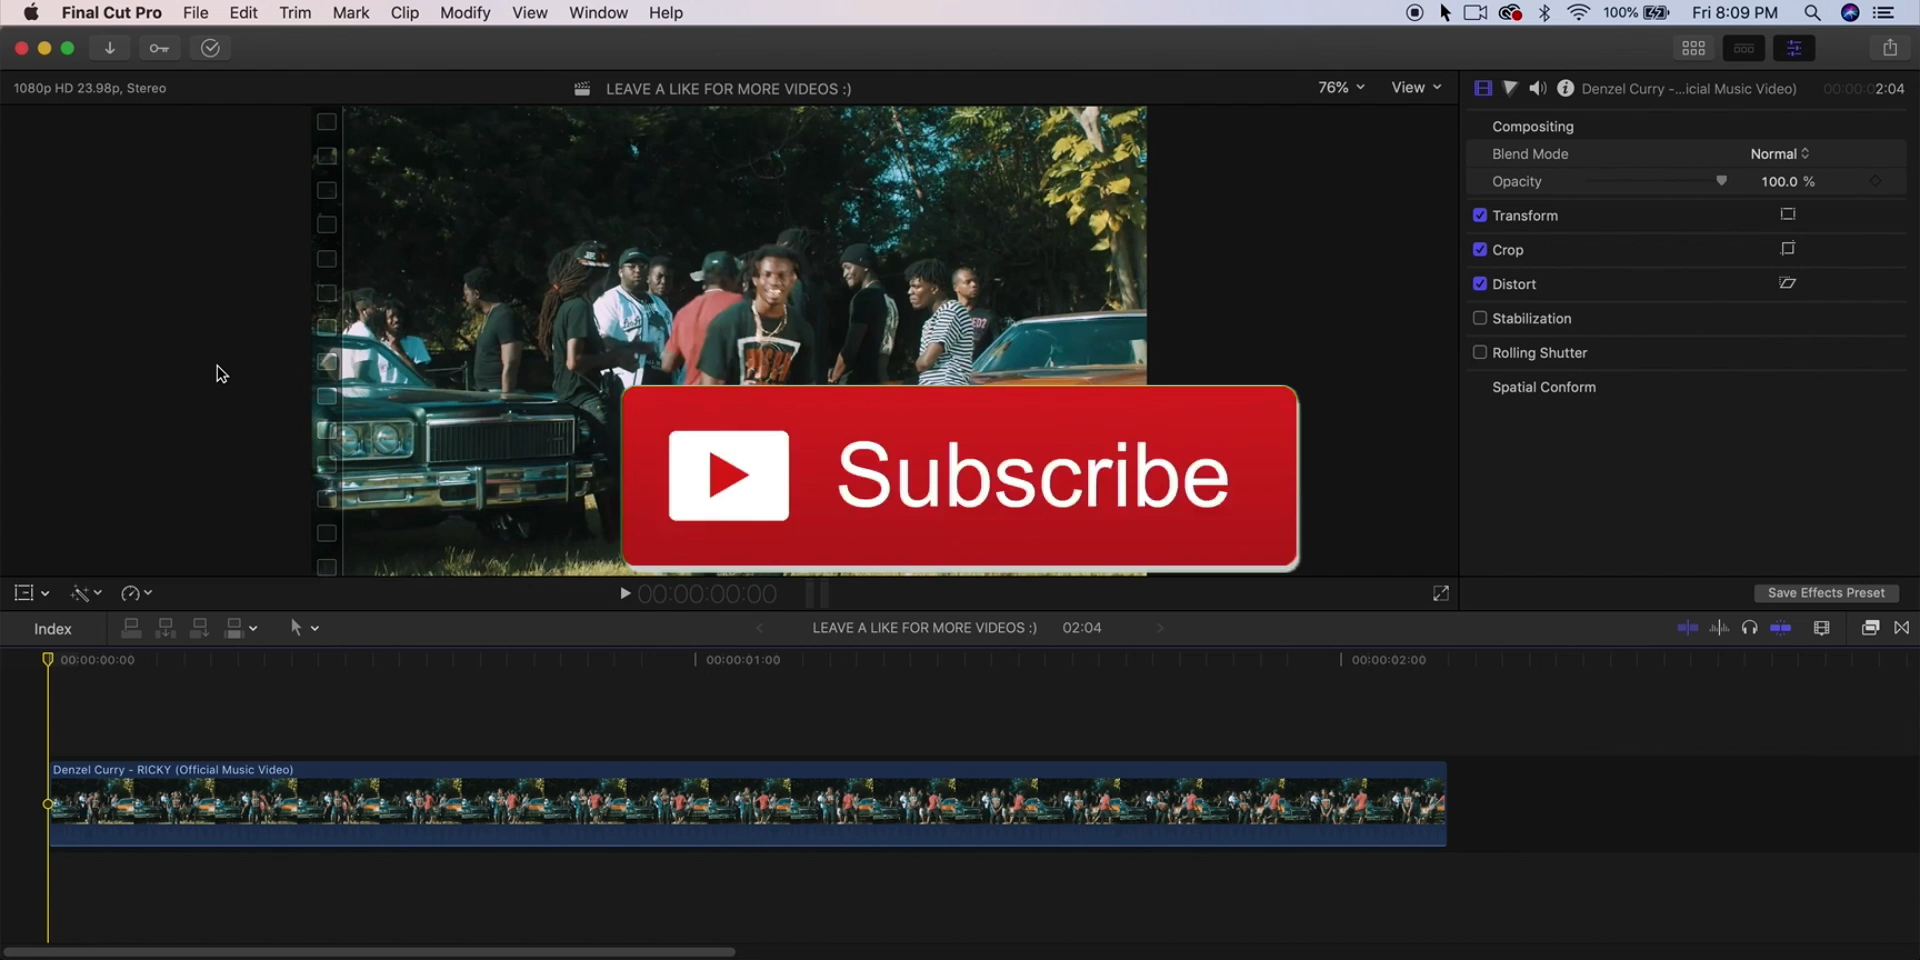 Final Cut Pro File Edit Trim Mark Clip Modify View Window Help 100% Fri 8:09 PM
1080p HD 23.98p, Stereo LEAVE A LIKE FOR MORE VIDEOS :) 76% View Denzel Curry -...icial Music Video) 00:00:02:04
Compositing
Blend Mode Normal
Opacity 100.0 %
Transform
Crop
Distort
Stabilization
Rolling Shutter
Spatial Conform
Subscribe
00:00:00:00 Save Effects Preset
Index LEAVE A LIKE FOR MORE VIDEOS :) 02:04
00:00:00:00 00:00:01:00 00:00:02:00
Denzel Curry - RICKY (Official Music Video)